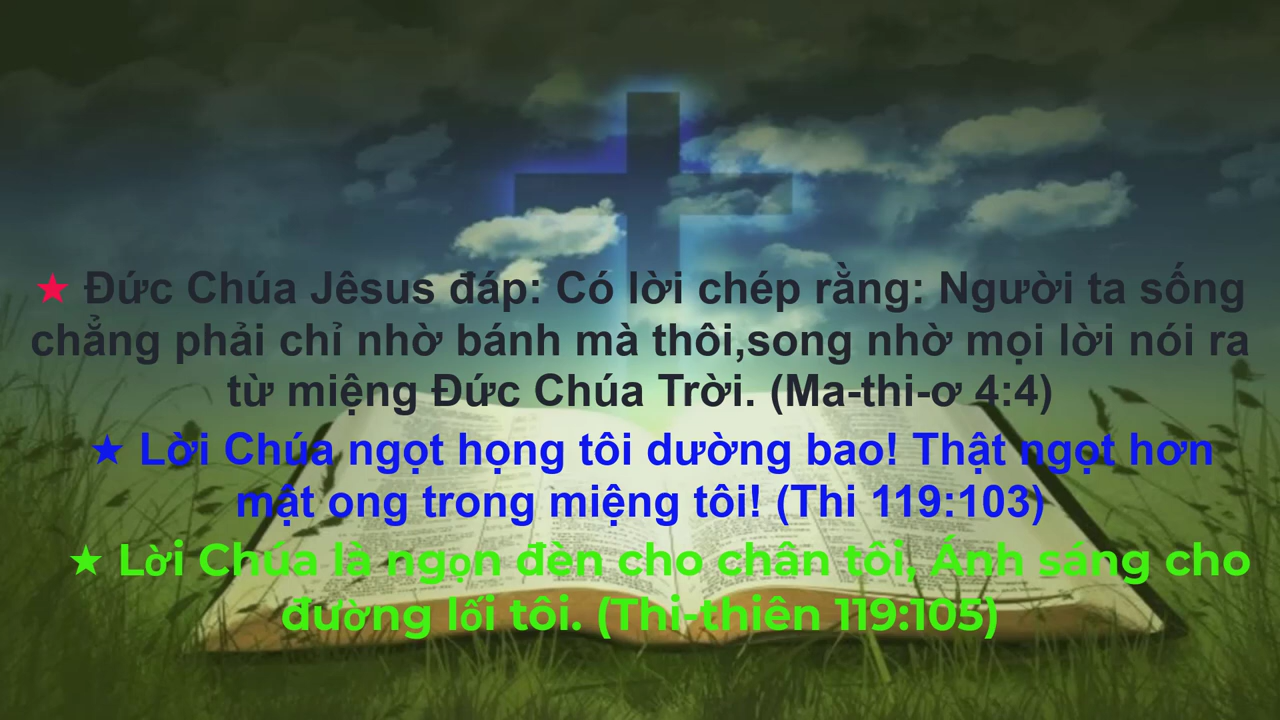 ★ Đức Chúa Jêsus đáp: Có lời chép rằng: Người ta sống
chẳng phải chỉ nhờ bánh mà thôi,song nhờ mọi lời nói ra
từ miệng Đức Chúa Trời. (Ma-thi-ơ 4:4)
★ Lời Chúa ngọt họng tôi dường bao! Thật ngọt hơn
mật ong trong miệng tôi! (Thi 119:103)
★ Lời Chúa là ngọn đèn cho chân tôi, Ánh sáng cho
đường lối tôi. (Thi-thiên 119:105)